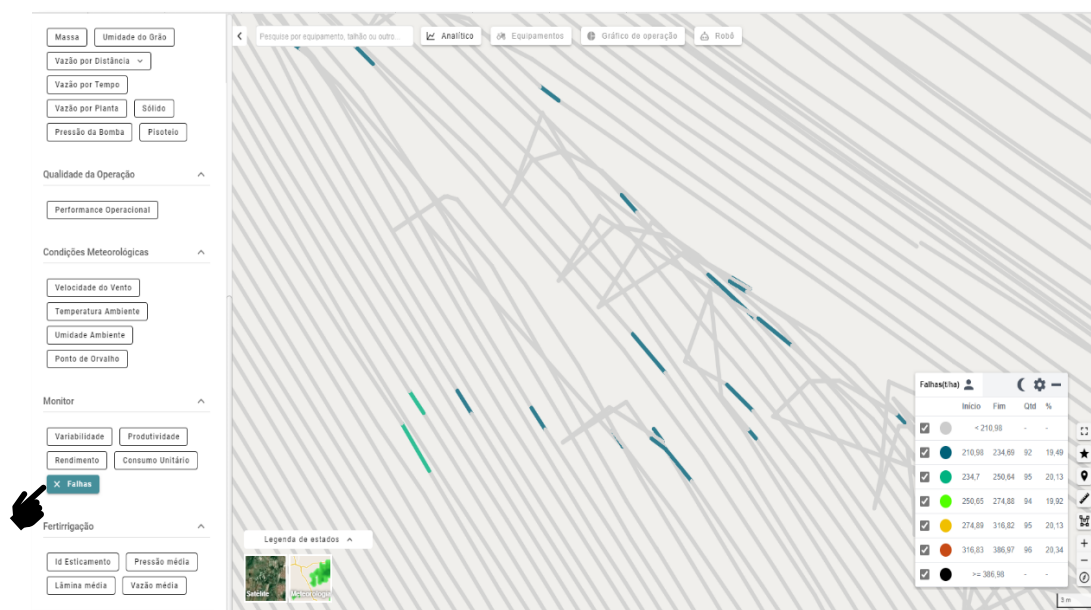 Massa Umidade do Grão
Vazão por Distância
Vazão por Tempo
Vazão por Planta Sólido
Pressão da Bomba Pisoteio
Qualidade da Operação
Performance Operacional
Condições Meteorológicas
Velocidade do Vento
Temperatura Ambiente
Umidade Ambiente
Ponto de Orvalho
Monitor
Variabilidade Produtividade
Rendimento Consumo Unitário
× Falhas
Fertirrigação
Id Esticamento Pressão média
Lâmina média Vazão média
Pesquise por equipamento, talhão ou outro... Analítico Equipamentos Gráfico de operação Robô
Legenda de estados
Satélite Meteorologia
Falhas(t/ha)
Início Fim Qtd %
< 210,98 - -
210,98 234,69 92 19,49
234,7 250,64 95 20,13
250,65 274,88 94 19,92
274,89 316,82 95 20,13
316,83 386,97 96 20,34
>= 386,98 - -
3 m